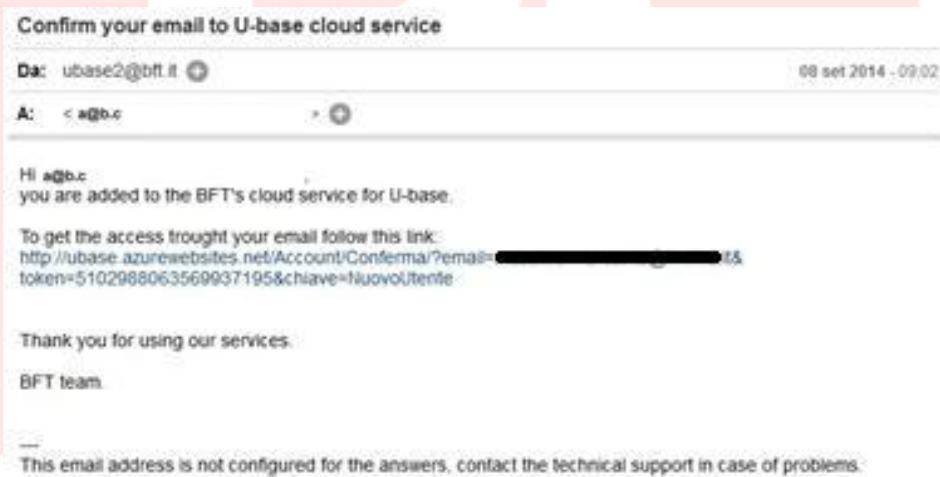 Confirm your email to U-base cloud service
Da: ubase2@bft.it
08 set 2014 - 09:02
A: < a@b.c >
Hi a@b.c
you are added to the BFT's cloud service for U-base.
To get the access trought your email follow this link:
http://ubase.azurewebsites.net/Account/Conferma/?email= t&
token=5102988063569937195&chiave=NuovoUtente
Thank you for using our services.
BFT team.
---
This email address is not configured for the answers, contact the technical support in case of problems.